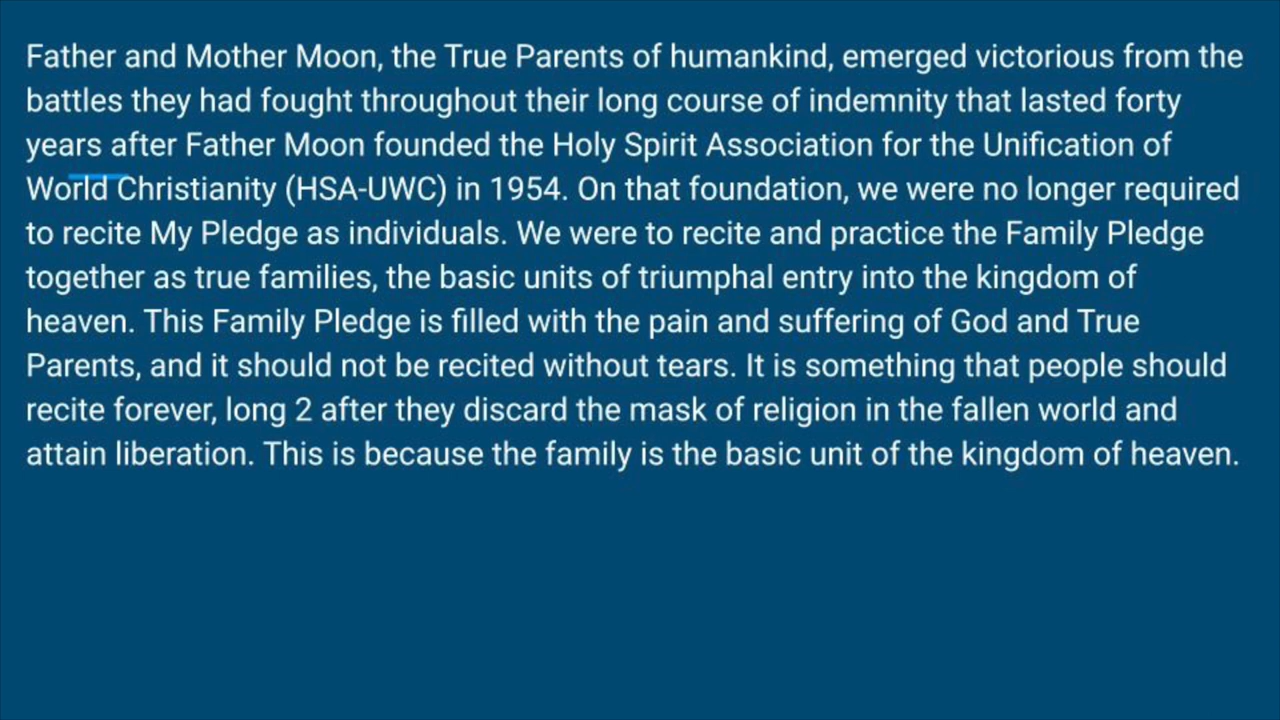 Father and Mother Moon, the True Parents of humankind, emerged victorious from the
battles they had fought throughout their long course of indemnity that lasted forty
years after Father Moon founded the Holy Spirit Association for the Unification of
World Christianity (HSA-UWC) in 1954. On that foundation, we were no longer required
to recite My Pledge as individuals. We were to recite and practice the Family Pledge
together as true families, the basic units of triumphal entry into the kingdom of
heaven. This Family Pledge is filled with the pain and suffering of God and True
Parents, and it should not be recited without tears. It is something that people should
recite forever, long 2 after they discard the mask of religion in the fallen world and
attain liberation. This is because the family is the basic unit of the kingdom of heaven.